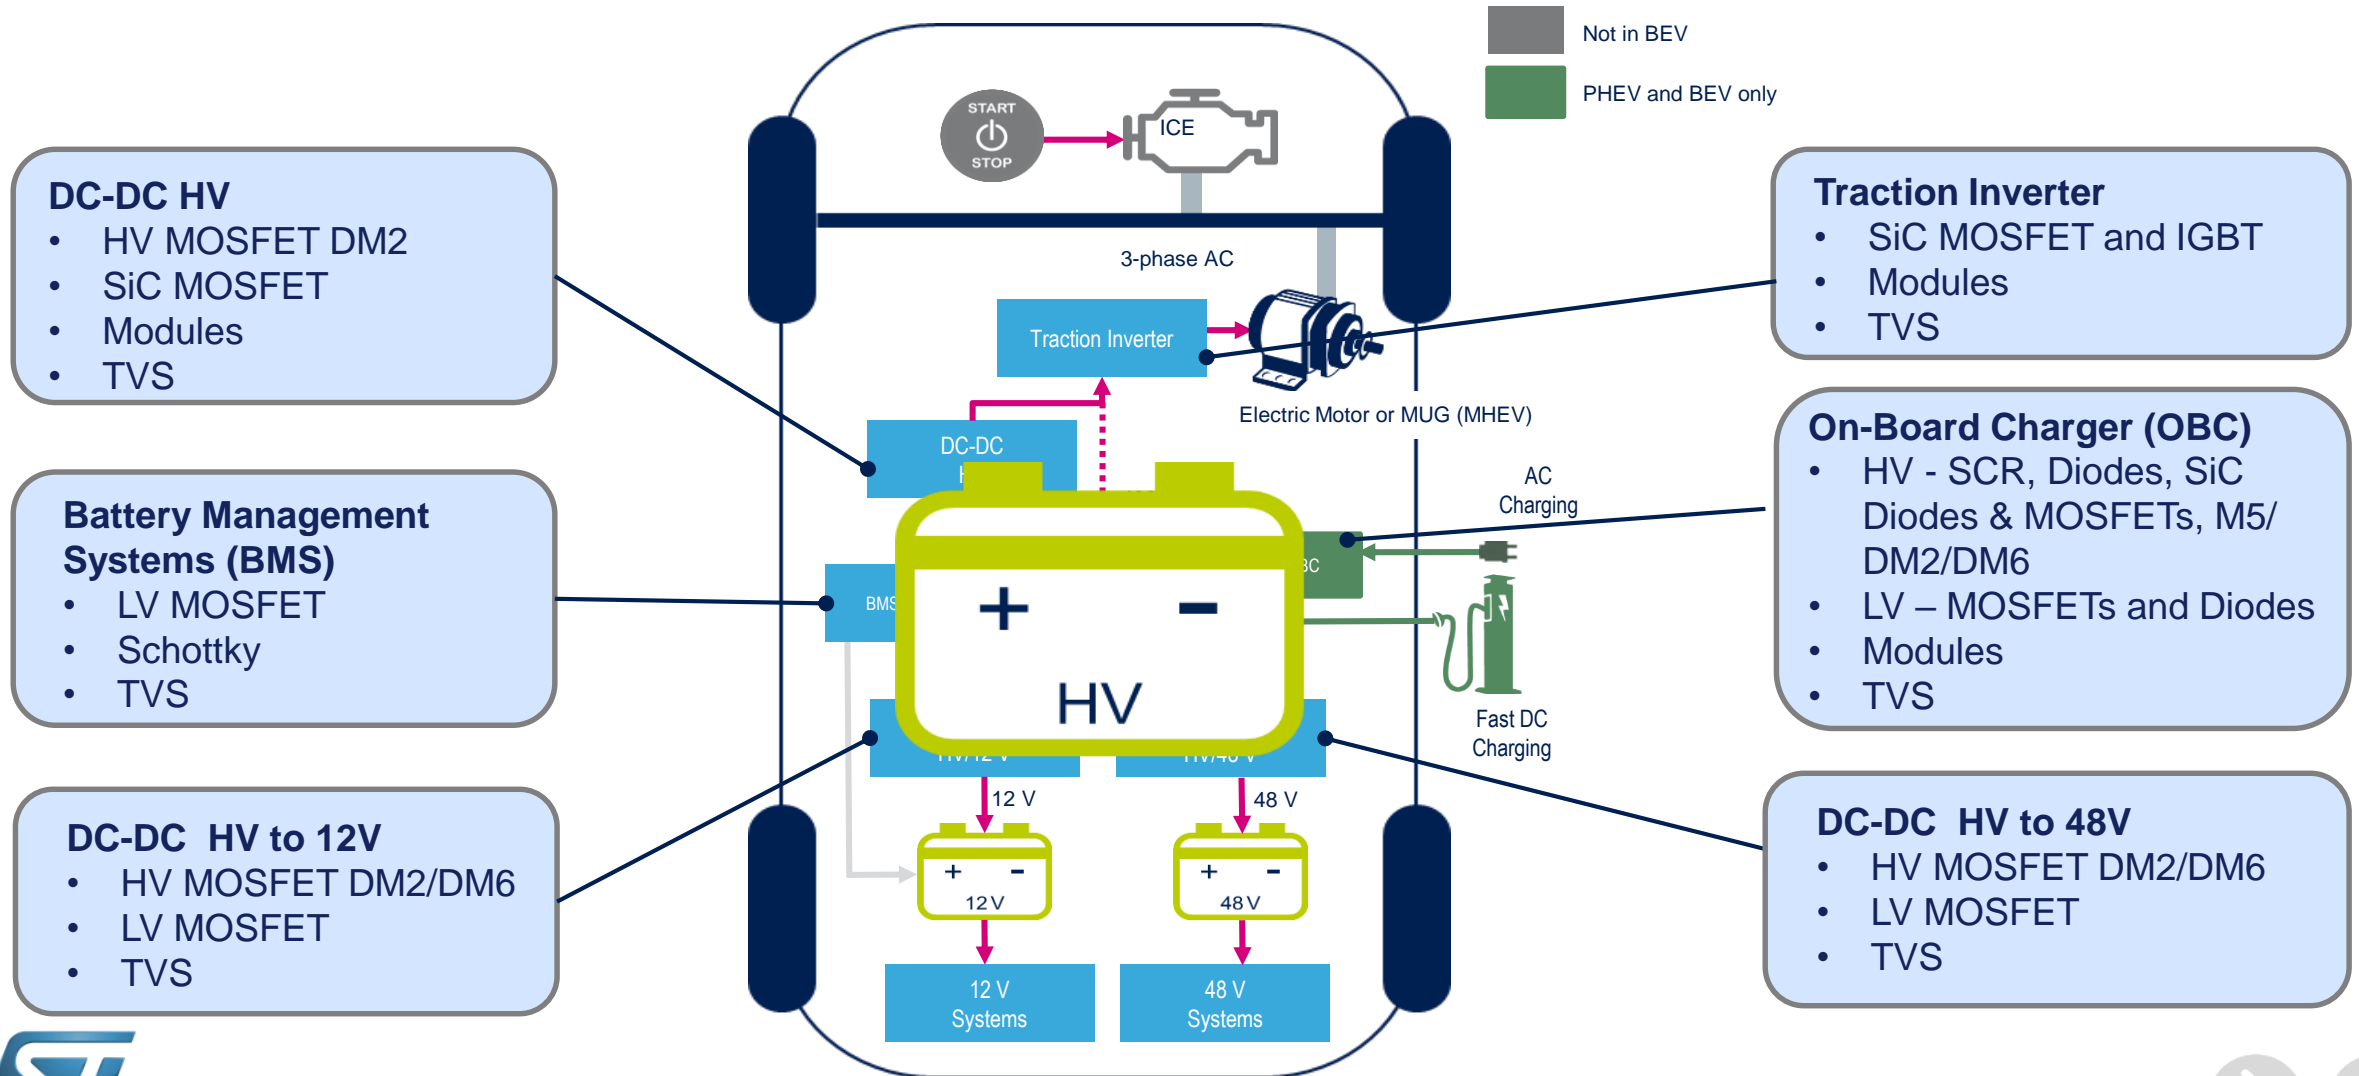 Not in BEV
PHEV and BEV only
START
STOP
ICE
DC-DC HV
• HV MOSFET DM2
• SiC MOSFET
• Modules
• TVS
Traction Inverter
• SiC MOSFET and IGBT
• Modules
• TVS
3-phase AC
Traction Inverter
Electric Motor or MUG (MHEV)
DC-DC
On-Board Charger (OBC)
• HV - SCR, Diodes, SiC
Diodes & MOSFETs, M5/
DM2/DM6
• LV – MOSFETs and Diodes
• Modules
• TVS
AC
Charging
Battery Management
Systems (BMS)
• LV MOSFET
• Schottky
• TVS
BMS
+ -
HV
Fast DC
Charging
HV/12 V
HV/48 V
12 V
48 V
+ -
12V
+ -
48V
DC-DC HV to 12V
• HV MOSFET DM2/DM6
• LV MOSFET
• TVS
DC-DC HV to 48V
• HV MOSFET DM2/DM6
• LV MOSFET
• TVS
12 V
Systems
48 V
Systems